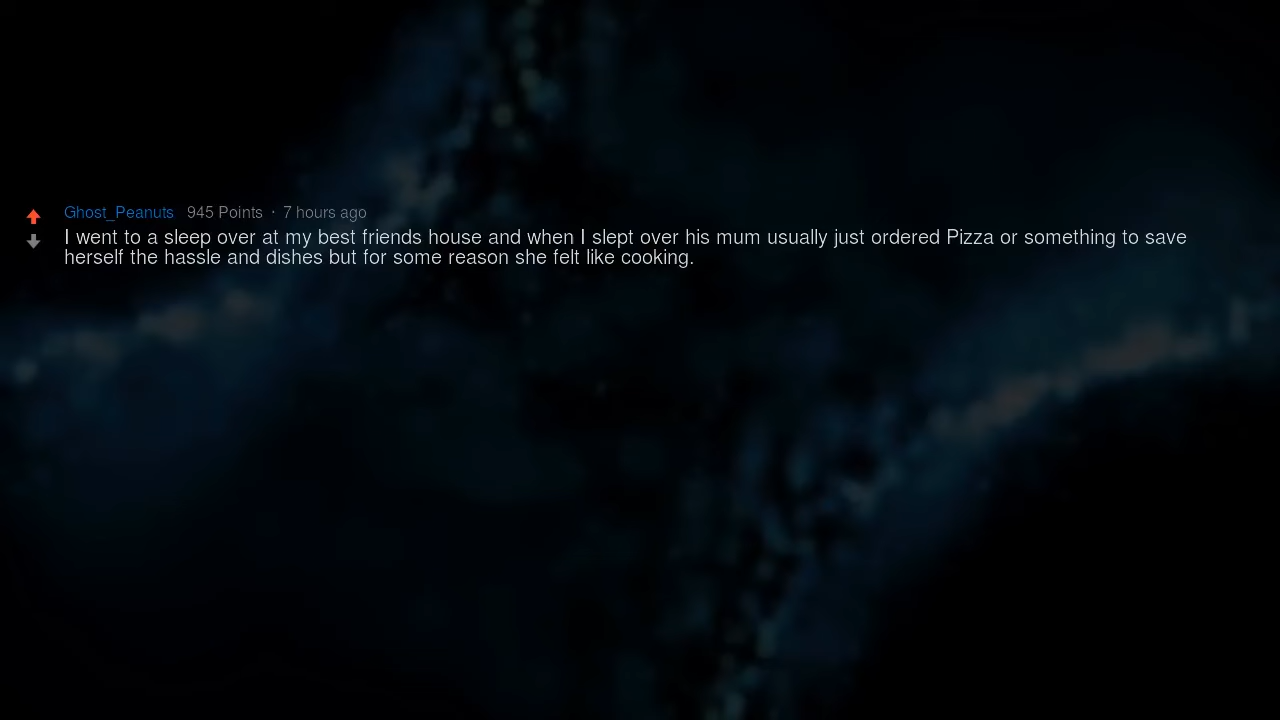 Ghost_Peanuts 945 Points · 7 hours ago
I went to a sleep over at my best friends house and when I slept over his mum usually just ordered Pizza or something to save
herself the hassle and dishes but for some reason she felt like cooking.